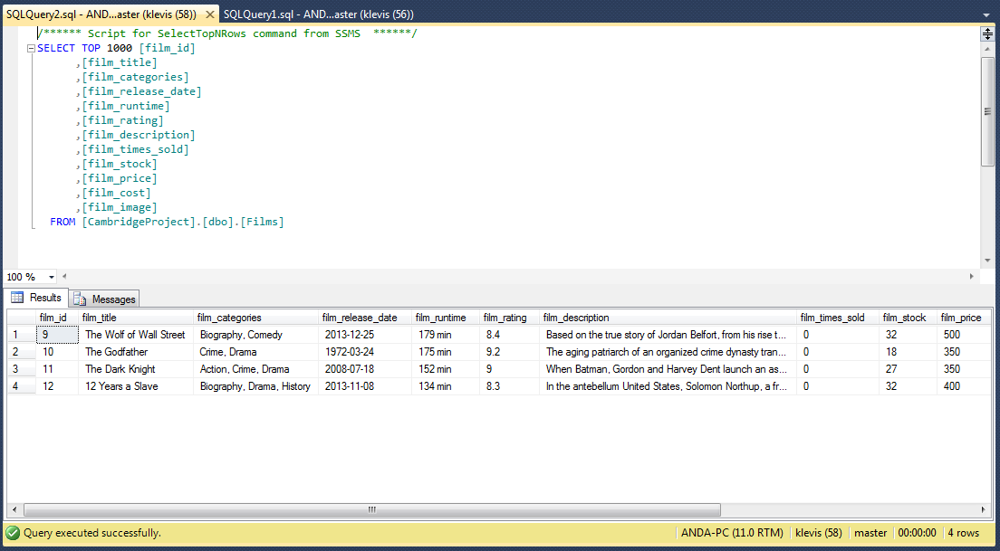 SQLQuery2.sql - AND...aster (klevis (58)) SQLQuery1.sql - AND...aster (klevis (56))
/****** Script for SelectTopNRows command from SSMS ******/
SELECT TOP 1000 [film_id]
,[film_title]
,[film_categories]
,[film_release_date]
,[film_runtime]
,[film_rating]
,[film_description]
,[film_times_sold]
,[film_stock]
,[film_price]
,[film_cost]
,[film_image]
FROM [CambridgeProject].[dbo].[Films]
100 %
Results Messages
film_id film_title film_categories film_release_date film_runtime film_rating film_description film_times_sold film_stock film_price
1 9 The Wolf of Wall Street Biography, Comedy 2013-12-25 179 min 8.4 Based on the true story of Jordan Belfort, from his rise t... 0 32 500
2 10 The Godfather Crime, Drama 1972-03-24 175 min 9.2 The aging patriarch of an organized crime dynasty tran... 0 18 350
3 11 The Dark Knight Action, Crime, Drama 2008-07-18 152 min 9 When Batman, Gordon and Harvey Dent launch an as... 0 27 350
4 12 12 Years a Slave Biography, Drama, History 2013-11-08 134 min 8.3 In the antebellum United States, Solomon Northup, a fr... 0 32 400
Query executed successfully. ANDA-PC (11.0 RTM) klevis (58) master 00:00:00 4 rows